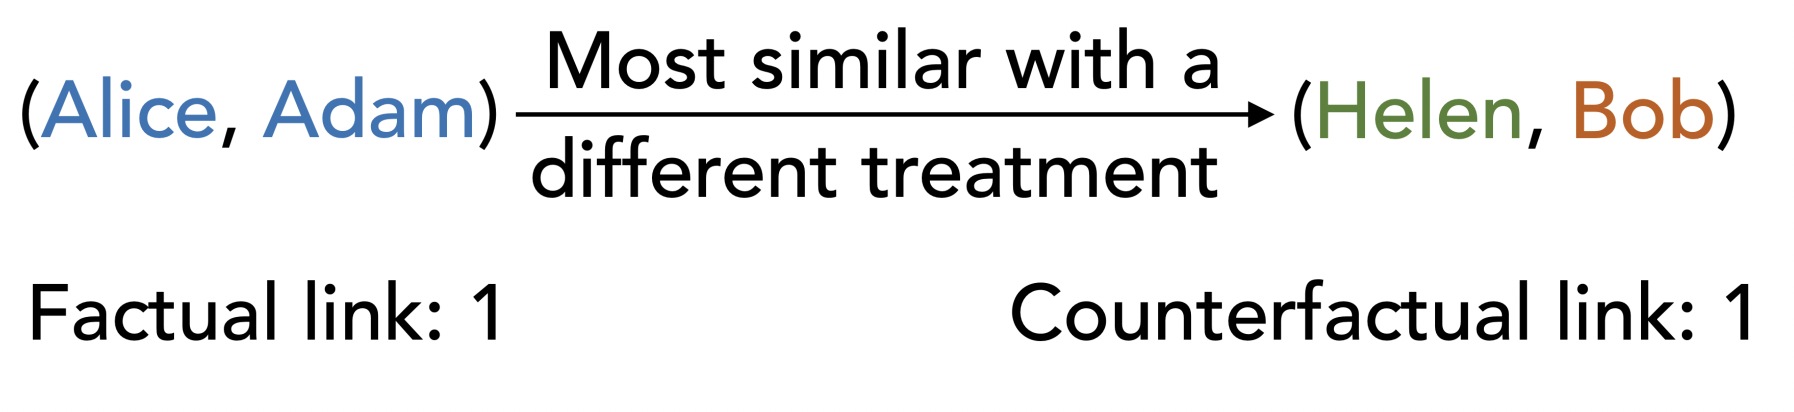 (Alice, Adam) Most similar with a different treatment (Helen, Bob)
Factual link: 1
Counterfactual link: 1